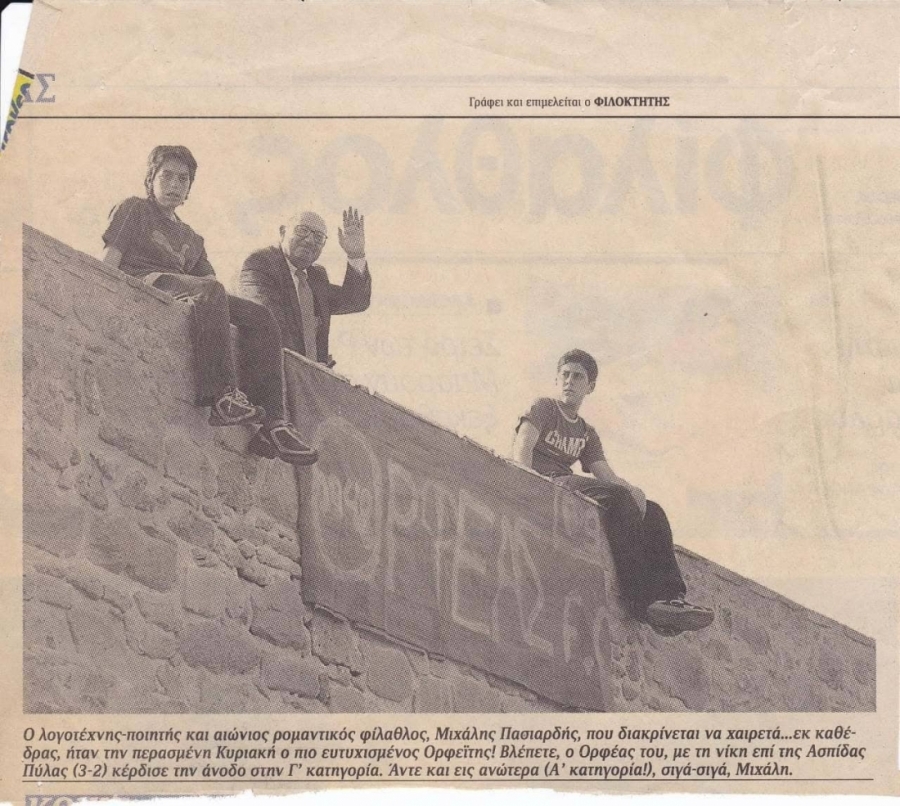 ΑΣ
Γράφει και επιμελείται ο ΦΙΛΟΚΤΗΤΗΣ
CHAMP
Ο λογοτέχνης-ποιητής και αιώνιος ρομαντικός φίλαθλος, Μιχάλης Πασιαρδής, που διακρίνεται να χαιρετά...εκ καθέ-
δρας, ήταν την περασμένη Κυριακή ο πιο ευτυχισμένος Ορφεΐτης! Βλέπετε, ο Ορφέας του, με τη νίκη επί της Ασπίδας
Πύλας (3-2) κέρδισε την άνοδο στην Γ' κατηγορία. Άντε και εις ανώτερα (Α' κατηγορία!), σιγά-σιγά, Μιχάλη.